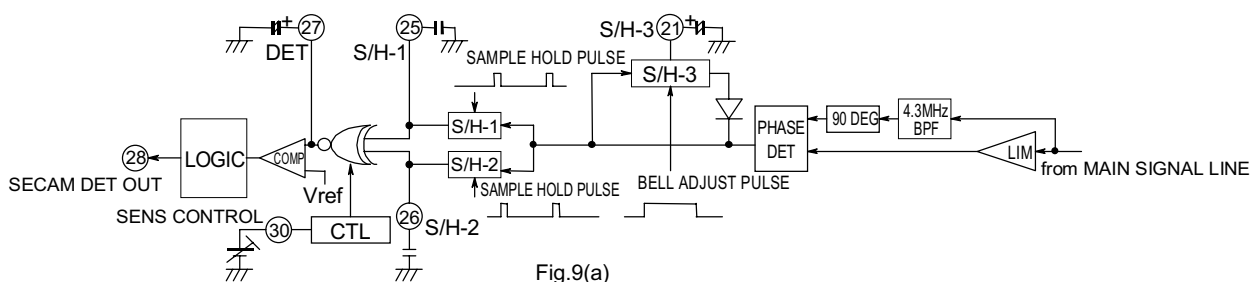 +
27
DET
25
S/H-1
S/H-3
21
+
SAMPLE HOLD PULSE
S/H-3
S/H-1
S/H-2
PHASE
DET
90 DEG
4.3MHz
BPF
LIM
from MAIN SIGNAL LINE
LOGIC
COMP
Vref
28
SECAM DET OUT
SAMPLE HOLD PULSE
BELL ADJUST PULSE
SENS CONTROL
30
CTL
26
S/H-2
Fig.9(a)